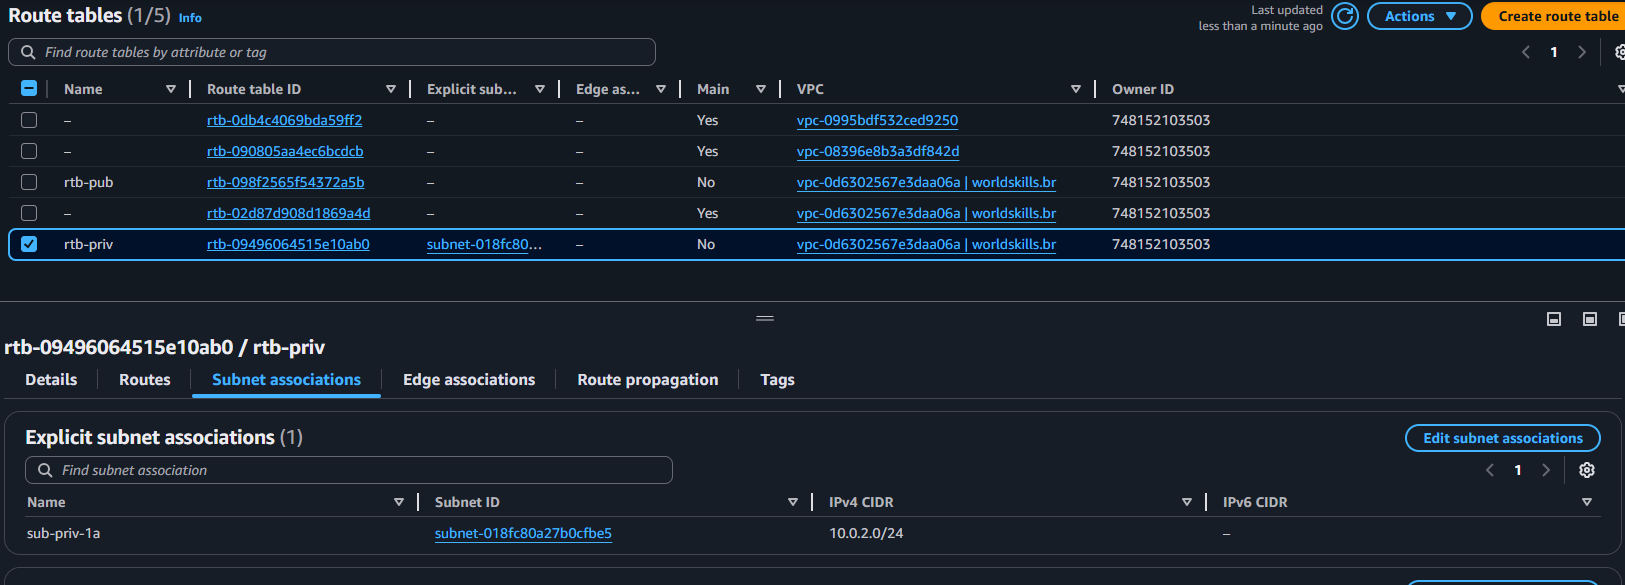 Route tables (1/5) Info
Last updated
less than a minute ago
Actions
Create route table
Find route tables by attribute or tag
1
Name Route table ID Explicit sub... Edge as... Main VPC Owner ID
– rtb-0db4c4069bda59ff2 – – Yes vpc-0995bdf532ced9250 748152103503
– rtb-090805aa4ec6bcdcb – – Yes vpc-08396e8b3a3df842d 748152103503
rtb-pub rtb-098f2565f54372a5b – – No vpc-0d6302567e3daa06a | worldskills.br 748152103503
– rtb-02d87d908d1869a4d – – Yes vpc-0d6302567e3daa06a | worldskills.br 748152103503
rtb-priv rtb-09496064515e10ab0 subnet-018fc80... – No vpc-0d6302567e3daa06a | worldskills.br 748152103503
rtb-09496064515e10ab0 / rtb-priv
Details Routes Subnet associations Edge associations Route propagation Tags
Explicit subnet associations (1)
Edit subnet associations
Find subnet association
1
Name Subnet ID IPv4 CIDR IPv6 CIDR
sub-priv-1a subnet-018fc80a27b0cfbe5 10.0.2.0/24 –